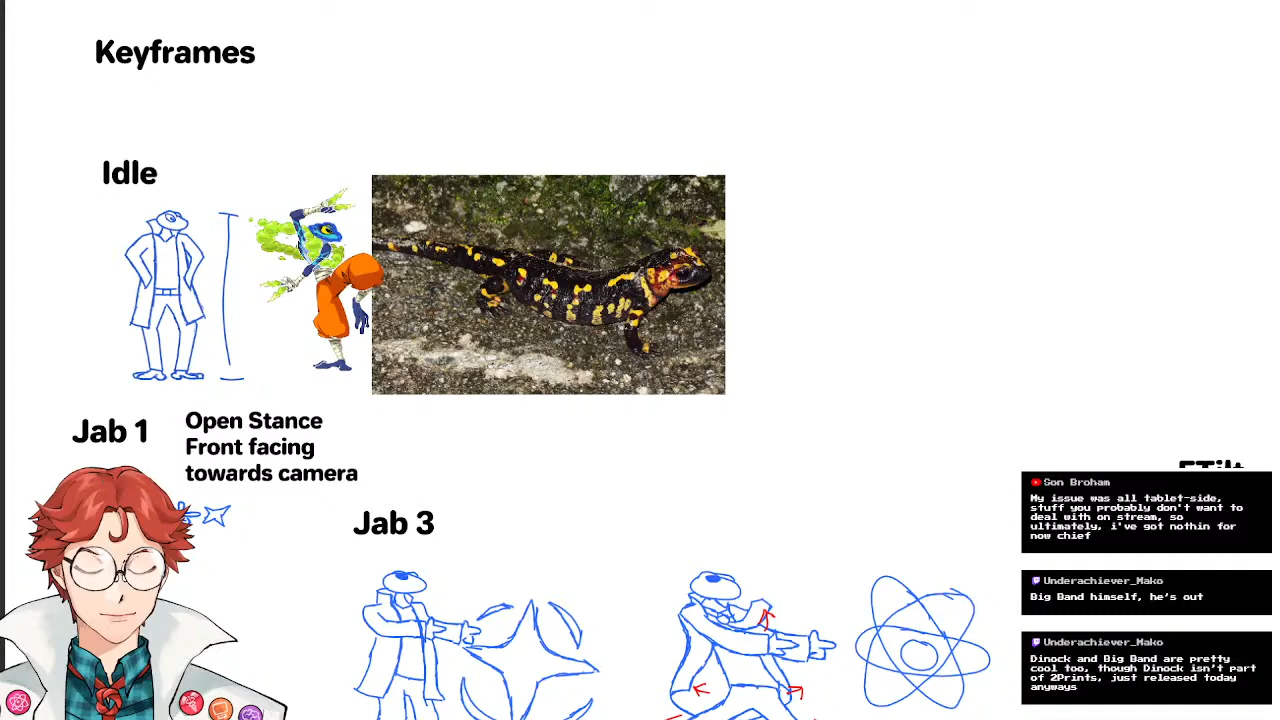 Keyframes
Idle
Jab 1
Open Stance
Front facing
towards camera
Jab 3
Son Broham
My issue was all tablet-side,
stuff you probably don't want to
deal with on stream, so
ultimately, i've got nothin for
now chief
Underachiever_Mako
Big Band himself, he's out
Underachiever_Mako
Dinock and Big Band are pretty
cool too, though Dinock isn't part
of 2Prints, just released today
anyways